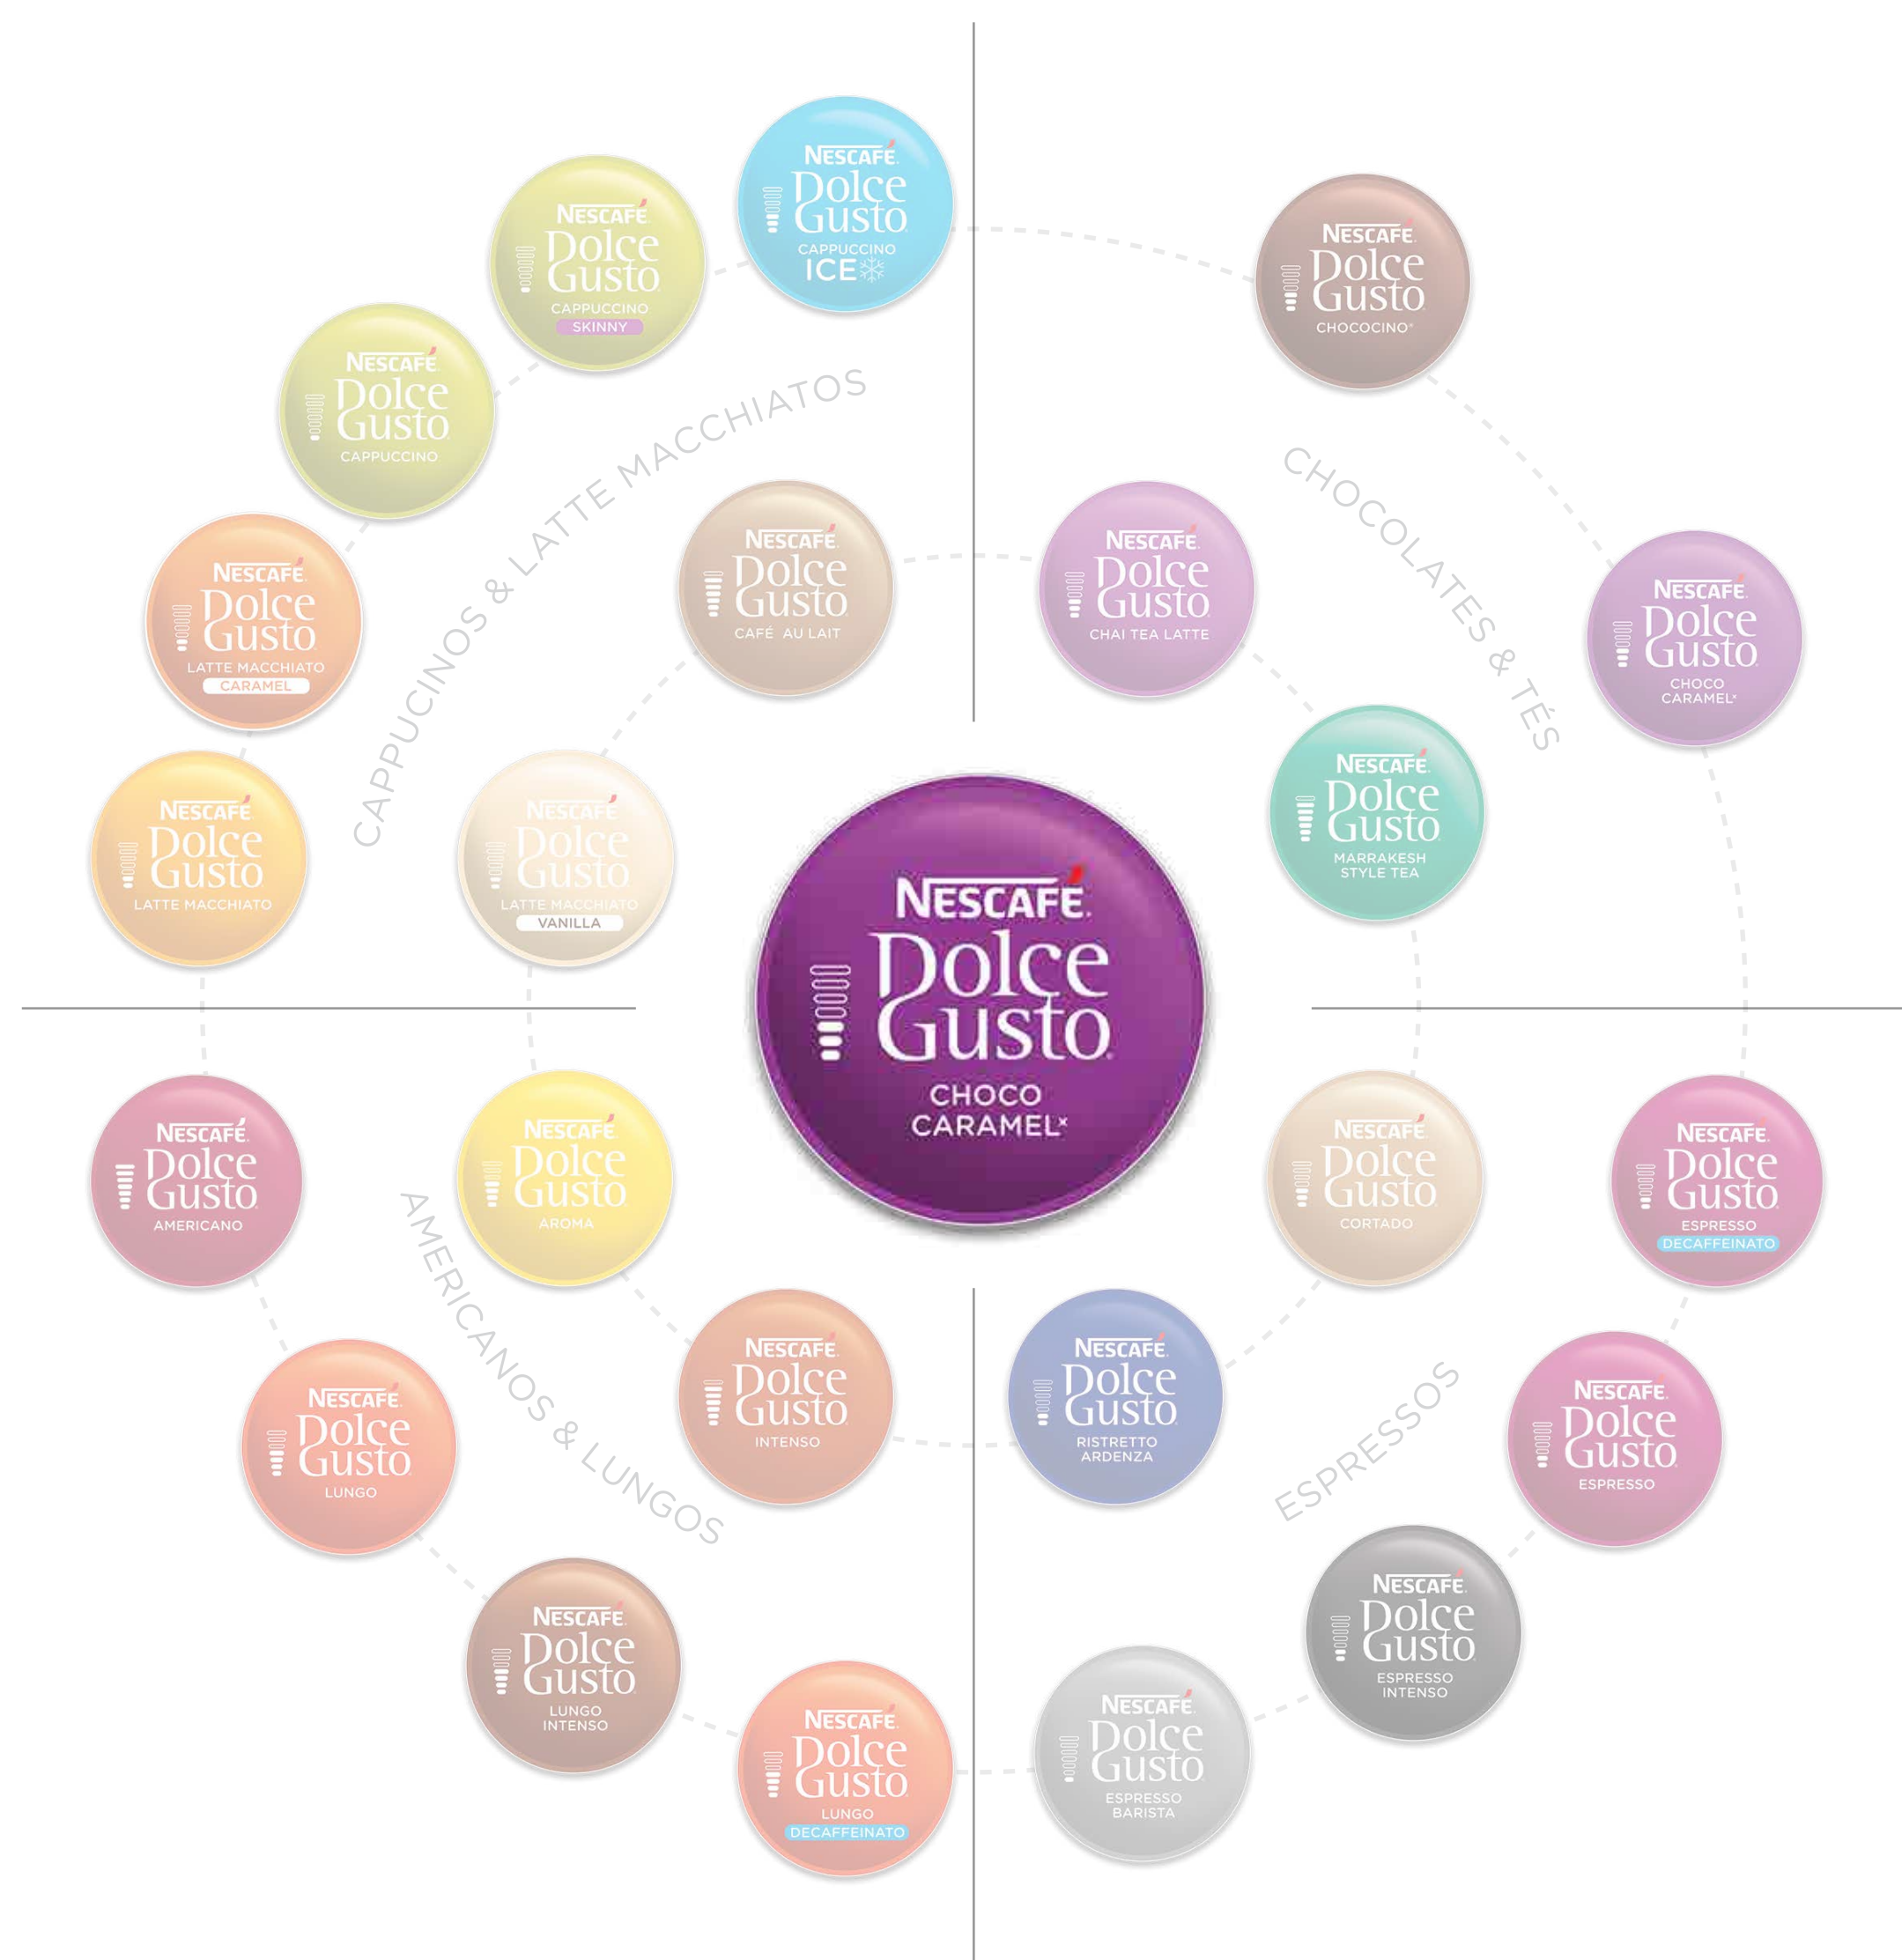 NESCAFÉ.
Dolce
Gusto
CAPPUCCINO
ICE
NESCAFÉ.
Dolce
Gusto
CAPPUCCINO
SKINNY
NESCAFÉ.
Dolce
Gusto
CAPPUCCINO
NESCAFÉ.
Dolce
Gusto
LATTE MACCHIATO
CARAMEL
NESCAFÉ.
Dolce
Gusto
LATTE MACCHIATO
CAPPUCINOS & LATTE MACCHIATOS
NESCAFÉ.
Dolce
Gusto
CAFÉ AU LAIT
NESCAFÉ.
Dolce
Gusto
LATTE MACCHIATO
VANILLA
NESCAFÉ.
Dolce
Gusto
CHOCOCINO*
CHOCOLATES & TÉS
NESCAFÉ.
Dolce
Gusto
CHOCO
CARAMEL*
NESCAFÉ.
Dolce
Gusto
CHAI TEA LATTE
NESCAFÉ.
Dolce
Gusto
MARRAKESH
STYLE TEA
NESCAFÉ.
Dolce
Gusto
CHOCO
CARAMEL*
NESCAFÉ.
Dolce
Gusto
AMERICANO
NESCAFÉ.
Dolce
Gusto
AROMA
AMERICANOS & LUNGOS
NESCAFÉ.
Dolce
Gusto
INTENSO
NESCAFÉ.
Dolce
Gusto
LUNGO
NESCAFÉ.
Dolce
Gusto
LUNGO
INTENSO
NESCAFÉ.
Dolce
Gusto
LUNGO
DECAFFEINATO
NESCAFÉ.
Dolce
Gusto
CORTADO
NESCAFÉ.
Dolce
Gusto
ESPRESSO
DECAFFEINATO
NESCAFÉ.
Dolce
Gusto
RISTRETTO
ARDENZA
ESPRESSOS
NESCAFÉ.
Dolce
Gusto
ESPRESSO
NESCAFÉ.
Dolce
Gusto
ESPRESSO
INTENSO
NESCAFÉ.
Dolce
Gusto
ESPRESSO
BARISTA